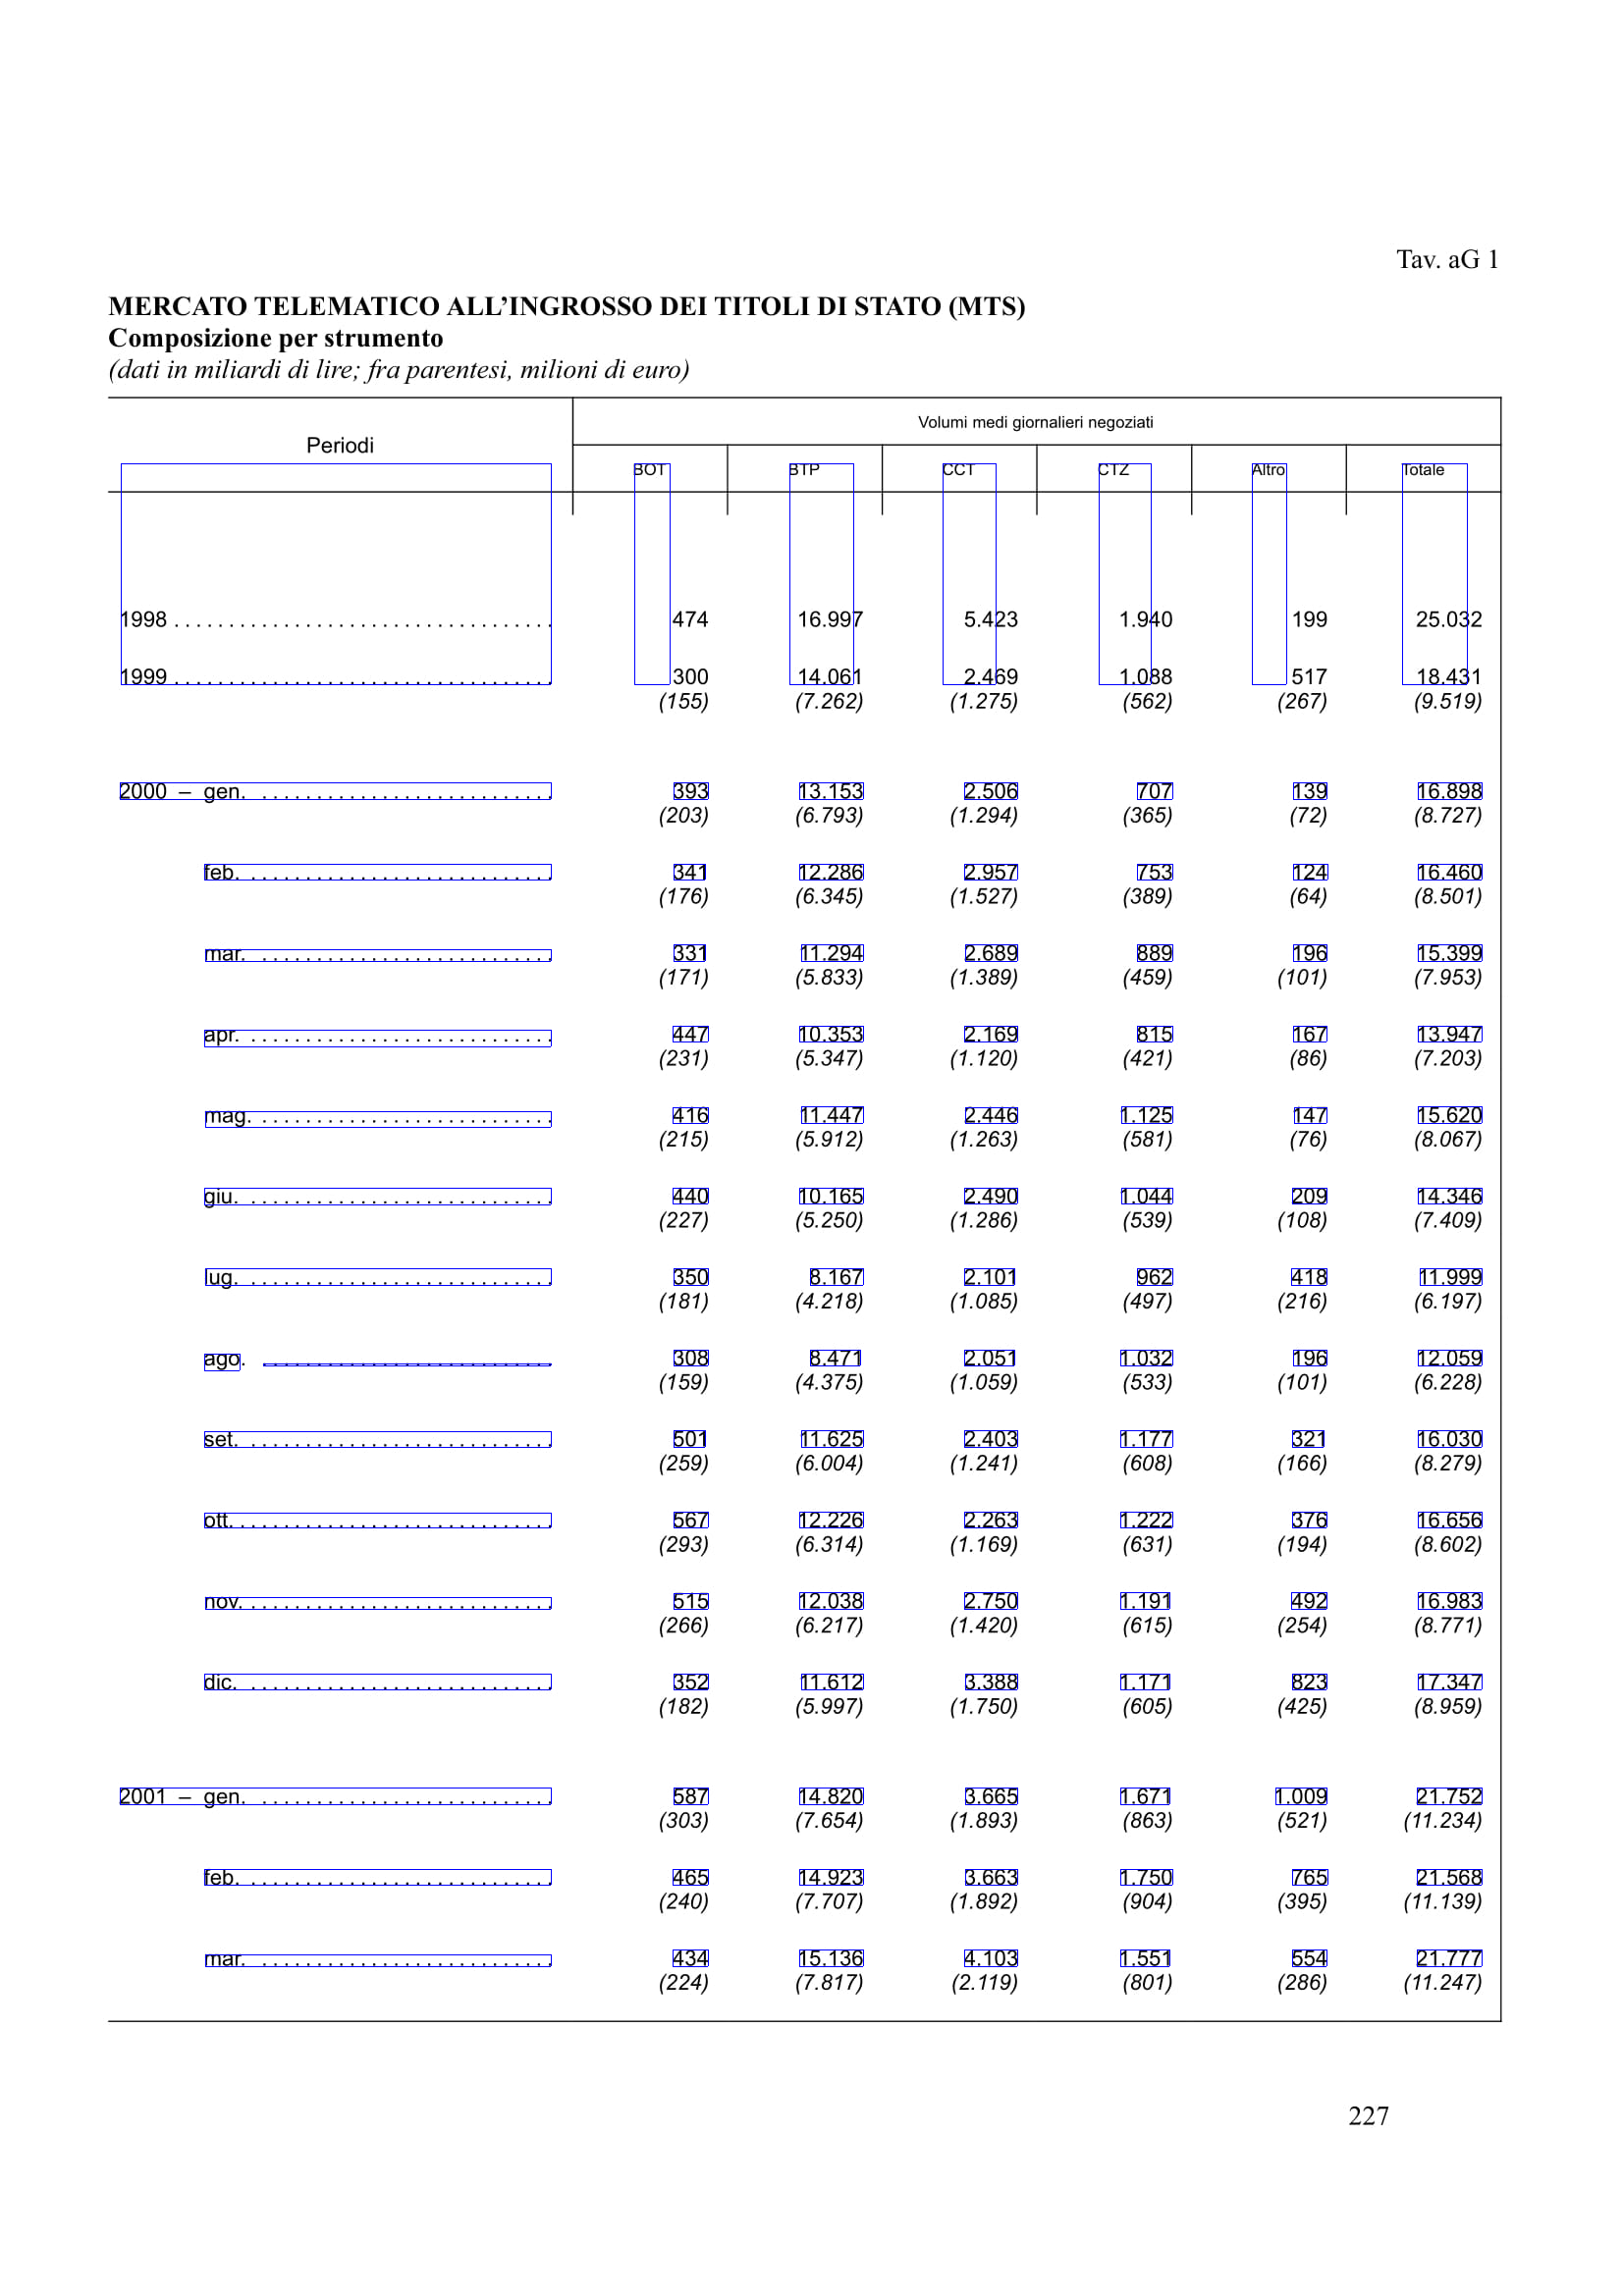 Tav. aG 1
MERCATO TELEMATICO ALL’INGROSSO DEI TITOLI DI STATO (MTS)
Composizione per strumento
(dati in miliardi di lire; fra parentesi, milioni di euro)
Periodi
Volumi medi giornalieri negoziati
BOT BTP CCT CTZ Altro Totale
1998 . . . . . . . . . . . . . . . . . . . . . . . . . . . . . . . . . . . 474 16.997 5.423 1.940 199 25.032
1999 . . . . . . . . . . . . . . . . . . . . . . . . . . . . . . . . . . . 300 14.061 2.469 1.088 517 18.431
(155) (7.262) (1.275) (562) (267) (9.519)
2000 – gen. . . . . . . . . . . . . . . . . . . . . . . . . . . . 393 13.153 2.506 707 139 16.898
(203) (6.793) (1.294) (365) (72) (8.727)
feb. . . . . . . . . . . . . . . . . . . . . . . . . . . . . 341 12.286 2.957 753 124 16.460
(176) (6.345) (1.527) (389) (64) (8.501)
mar. . . . . . . . . . . . . . . . . . . . . . . . . . . . 331 11.294 2.689 889 196 15.399
(171) (5.833) (1.389) (459) (101) (7.953)
apr. . . . . . . . . . . . . . . . . . . . . . . . . . . . . 447 10.353 2.169 815 167 13.947
(231) (5.347) (1.120) (421) (86) (7.203)
mag. . . . . . . . . . . . . . . . . . . . . . . . . . . . . 416 11.447 2.446 1.125 147 15.620
(215) (5.912) (1.263) (581) (76) (8.067)
giu. . . . . . . . . . . . . . . . . . . . . . . . . . . . . 440 10.165 2.490 1.044 209 14.346
(227) (5.250) (1.286) (539) (108) (7.409)
lug. . . . . . . . . . . . . . . . . . . . . . . . . . . . . 350 8.167 2.101 962 418 11.999
(181) (4.218) (1.085) (497) (216) (6.197)
ago. . . . . . . . . . . . . . . . . . . . . . . . . . . . 308 8.471 2.051 1.032 196 12.059
(159) (4.375) (1.059) (533) (101) (6.228)
set. . . . . . . . . . . . . . . . . . . . . . . . . . . . . 501 11.625 2.403 1.177 321 16.030
(259) (6.004) (1.241) (608) (166) (8.279)
ott. . . . . . . . . . . . . . . . . . . . . . . . . . . . . . 567 12.226 2.263 1.222 376 16.656
(293) (6.314) (1.169) (631) (194) (8.602)
nov. . . . . . . . . . . . . . . . . . . . . . . . . . . . . 515 12.038 2.750 1.191 492 16.983
(266) (6.217) (1.420) (615) (254) (8.771)
dic. . . . . . . . . . . . . . . . . . . . . . . . . . . . . 352 11.612 3.388 1.171 823 17.347
(182) (5.997) (1.750) (605) (425) (8.959)
2001 – gen. . . . . . . . . . . . . . . . . . . . . . . . . . . . 587 14.820 3.665 1.671 1.009 21.752
(303) (7.654) (1.893) (863) (521) (11.234)
feb. . . . . . . . . . . . . . . . . . . . . . . . . . . . . 465 14.923 3.663 1.750 765 21.568
(240) (7.707) (1.892) (904) (395) (11.139)
mar. . . . . . . . . . . . . . . . . . . . . . . . . . . . 434 15.136 4.103 1.551 554 21.777
(224) (7.817) (2.119) (801) (286) (11.247)
227